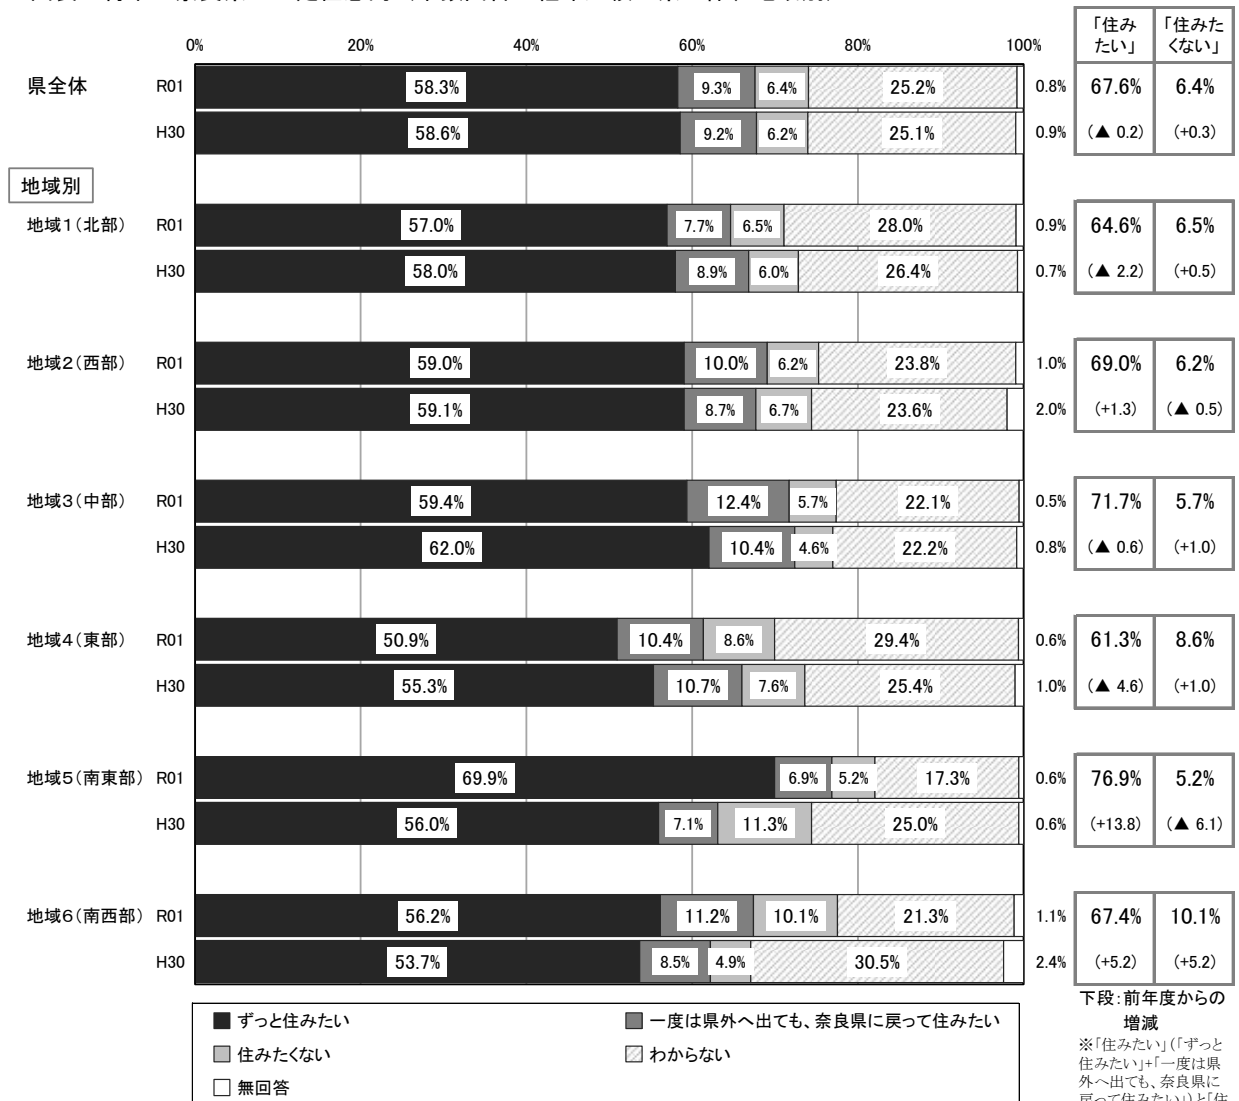 0% 20% 40% 60% 80% 100%
「住みたい」 「住みたくない」
県全体 R01 58.3% 9.3% 6.4% 25.2% 0.8% 67.6% 6.4%
H30 58.6% 9.2% 6.2% 25.1% 0.9% (▲ 0.2) (+0.3)
地域別
地域1(北部) R01 57.0% 7.7% 6.5% 28.0% 0.9% 64.6% 6.5%
H30 58.0% 8.9% 6.0% 26.4% 0.7% (▲ 2.2) (+0.5)
地域2(西部) R01 59.0% 10.0% 6.2% 23.8% 1.0% 69.0% 6.2%
H30 59.1% 8.7% 6.7% 23.6% 2.0% (+1.3) (▲ 0.5)
地域3(中部) R01 59.4% 12.4% 5.7% 22.1% 0.5% 71.7% 5.7%
H30 62.0% 10.4% 4.6% 22.2% 0.8% (▲ 0.6) (+1.0)
地域4(東部) R01 50.9% 10.4% 8.6% 29.4% 0.6% 61.3% 8.6%
H30 55.3% 10.7% 7.6% 25.4% 1.0% (▲ 4.6) (+1.0)
地域5(南東部) R01 69.9% 6.9% 5.2% 17.3% 0.6% 76.9% 5.2%
H30 56.0% 7.1% 11.3% 25.0% 0.6% (+13.8) (▲ 6.1)
地域6(南西部) R01 56.2% 11.2% 10.1% 21.3% 1.1% 67.4% 10.1%
H30 53.7% 8.5% 4.9% 30.5% 2.4% (+5.2) (+5.2)
ずっと住みたい 一度は県外へ出ても、奈良県に戻って住みたい
住みたくない わからない
無回答
下段:前年度からの
増減
※「住みたい」(「ずっと
住みたい」+「一度は県
外へ出ても、奈良県に
戻って住みたい」)と「住